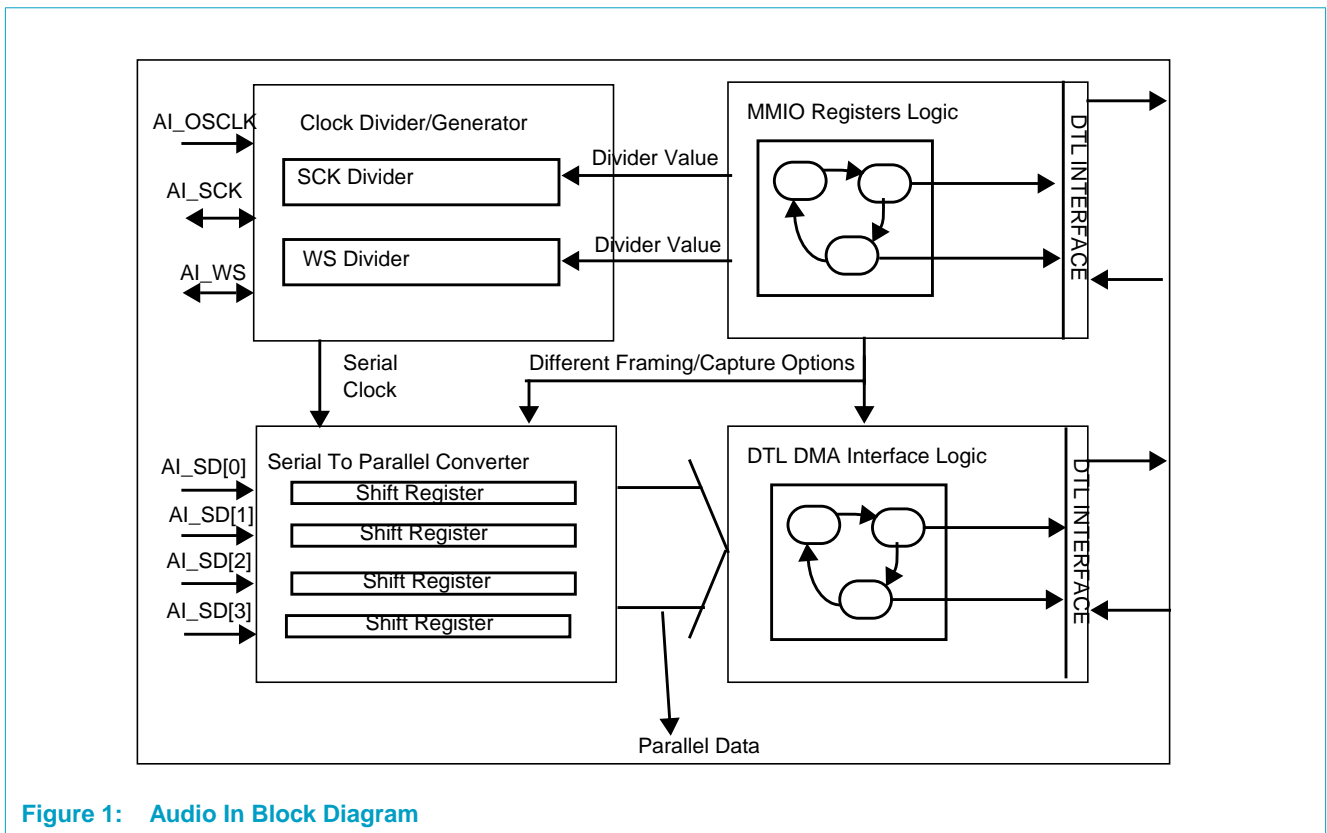 AI_OSCLK
Clock Divider/Generator
MMIO Registers Logic
SCK Divider
Divider Value
AI_SCK
WS Divider
Divider Value
AI_WS
DTL INTERFACE
Serial
Clock
Different Framing/Capture Options
AI_SD[0]
AI_SD[1]
AI_SD[2]
AI_SD[3]
Serial To Parallel Converter
Shift Register
Shift Register
Shift Register
Shift Register
DTL DMA Interface Logic
DTL INTERFACE
Parallel Data
Figure 1: Audio In Block Diagram